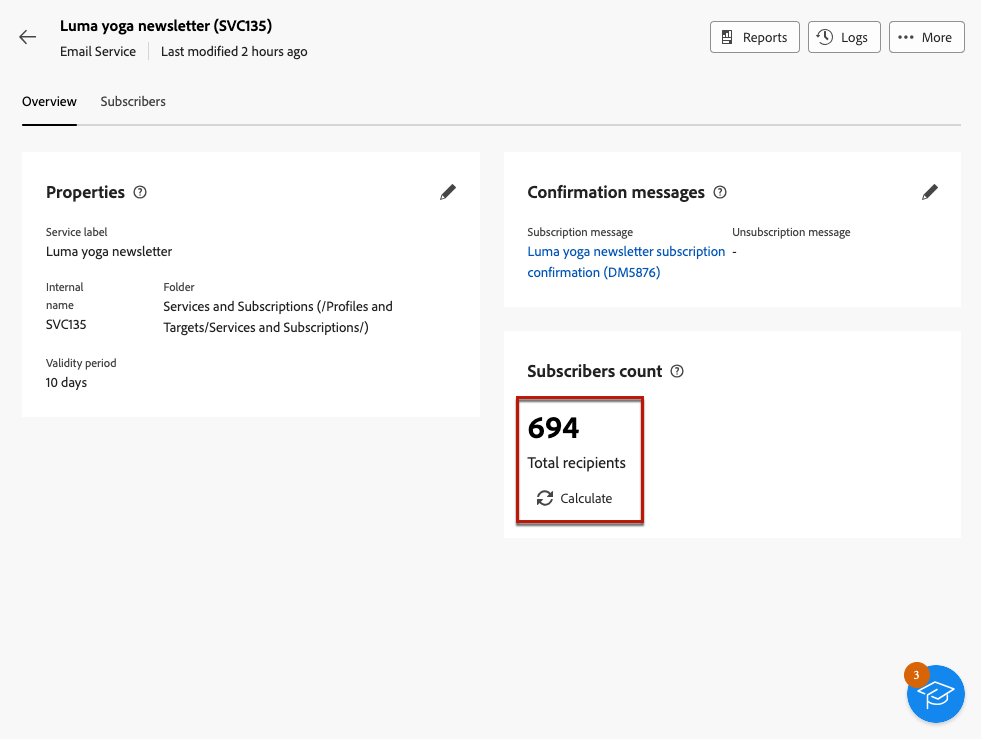 Luma yoga newsletter (SVC135)
Email Service
Last modified 2 hours ago
Reports
Logs
More
Overview
Subscribers
Properties
Service label
Luma yoga newsletter
Internal
name
SVC135
Folder
Services and Subscriptions (/Profiles and
Targets/Services and Subscriptions/)
Validity period
10 days
Confirmation messages
Subscription message
Luma yoga newsletter subscription
confirmation (DM5876)
Unsubscription message
-
Subscribers count
694
Total recipients
Calculate
3